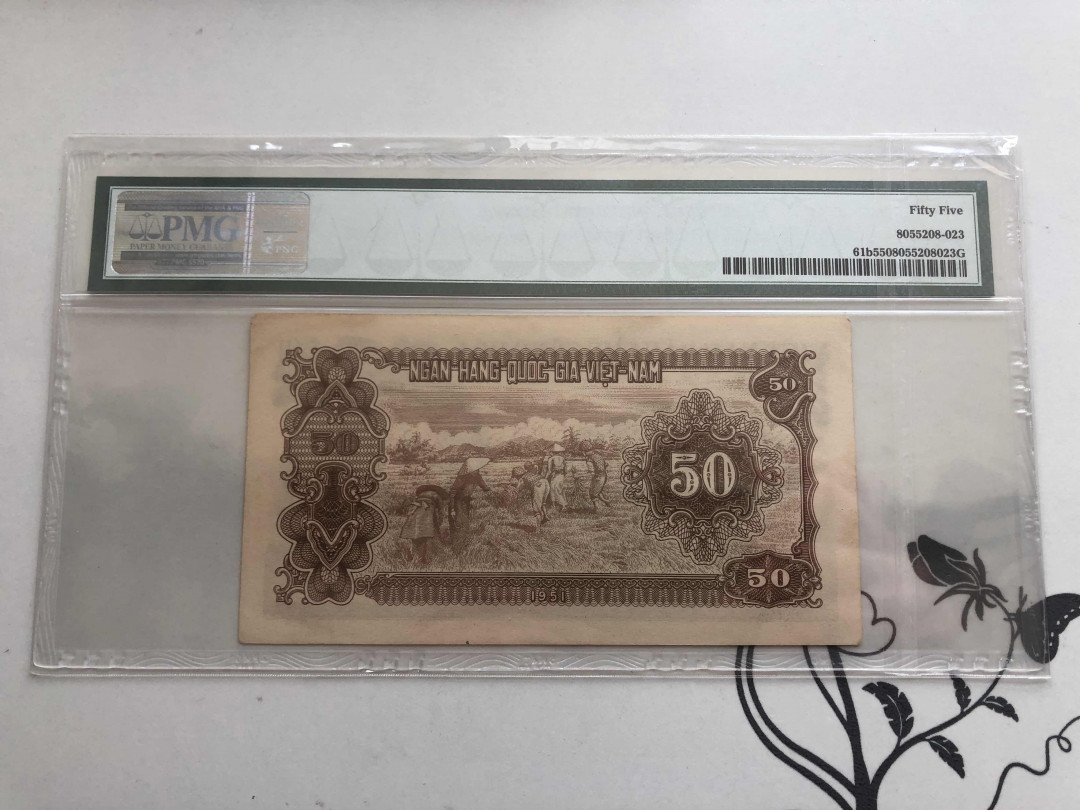 PMG
PAPER MONEY GUARANTY
PNG
Fifty Five
8055208-023
61b5508055208023G
NGÂN HÀNG QUỐC GIA VIỆT NAM
50
50
50
50
1951